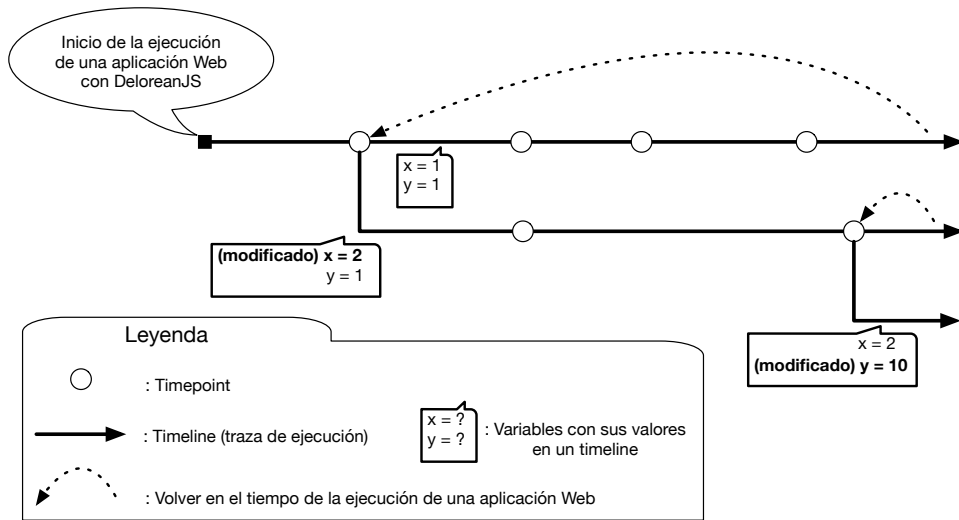 Inicio de la ejecución
de una aplicación Web
con DeloreanJS
x = 1
y = 1
(modificado) x = 2
y = 1
x = 2
(modificado) y = 10
Leyenda
: Timepoint
: Timeline (traza de ejecución)
x = ?
y = ?
: Variables con sus valores
en un timeline
: Volver en el tiempo de la ejecución de una aplicación Web